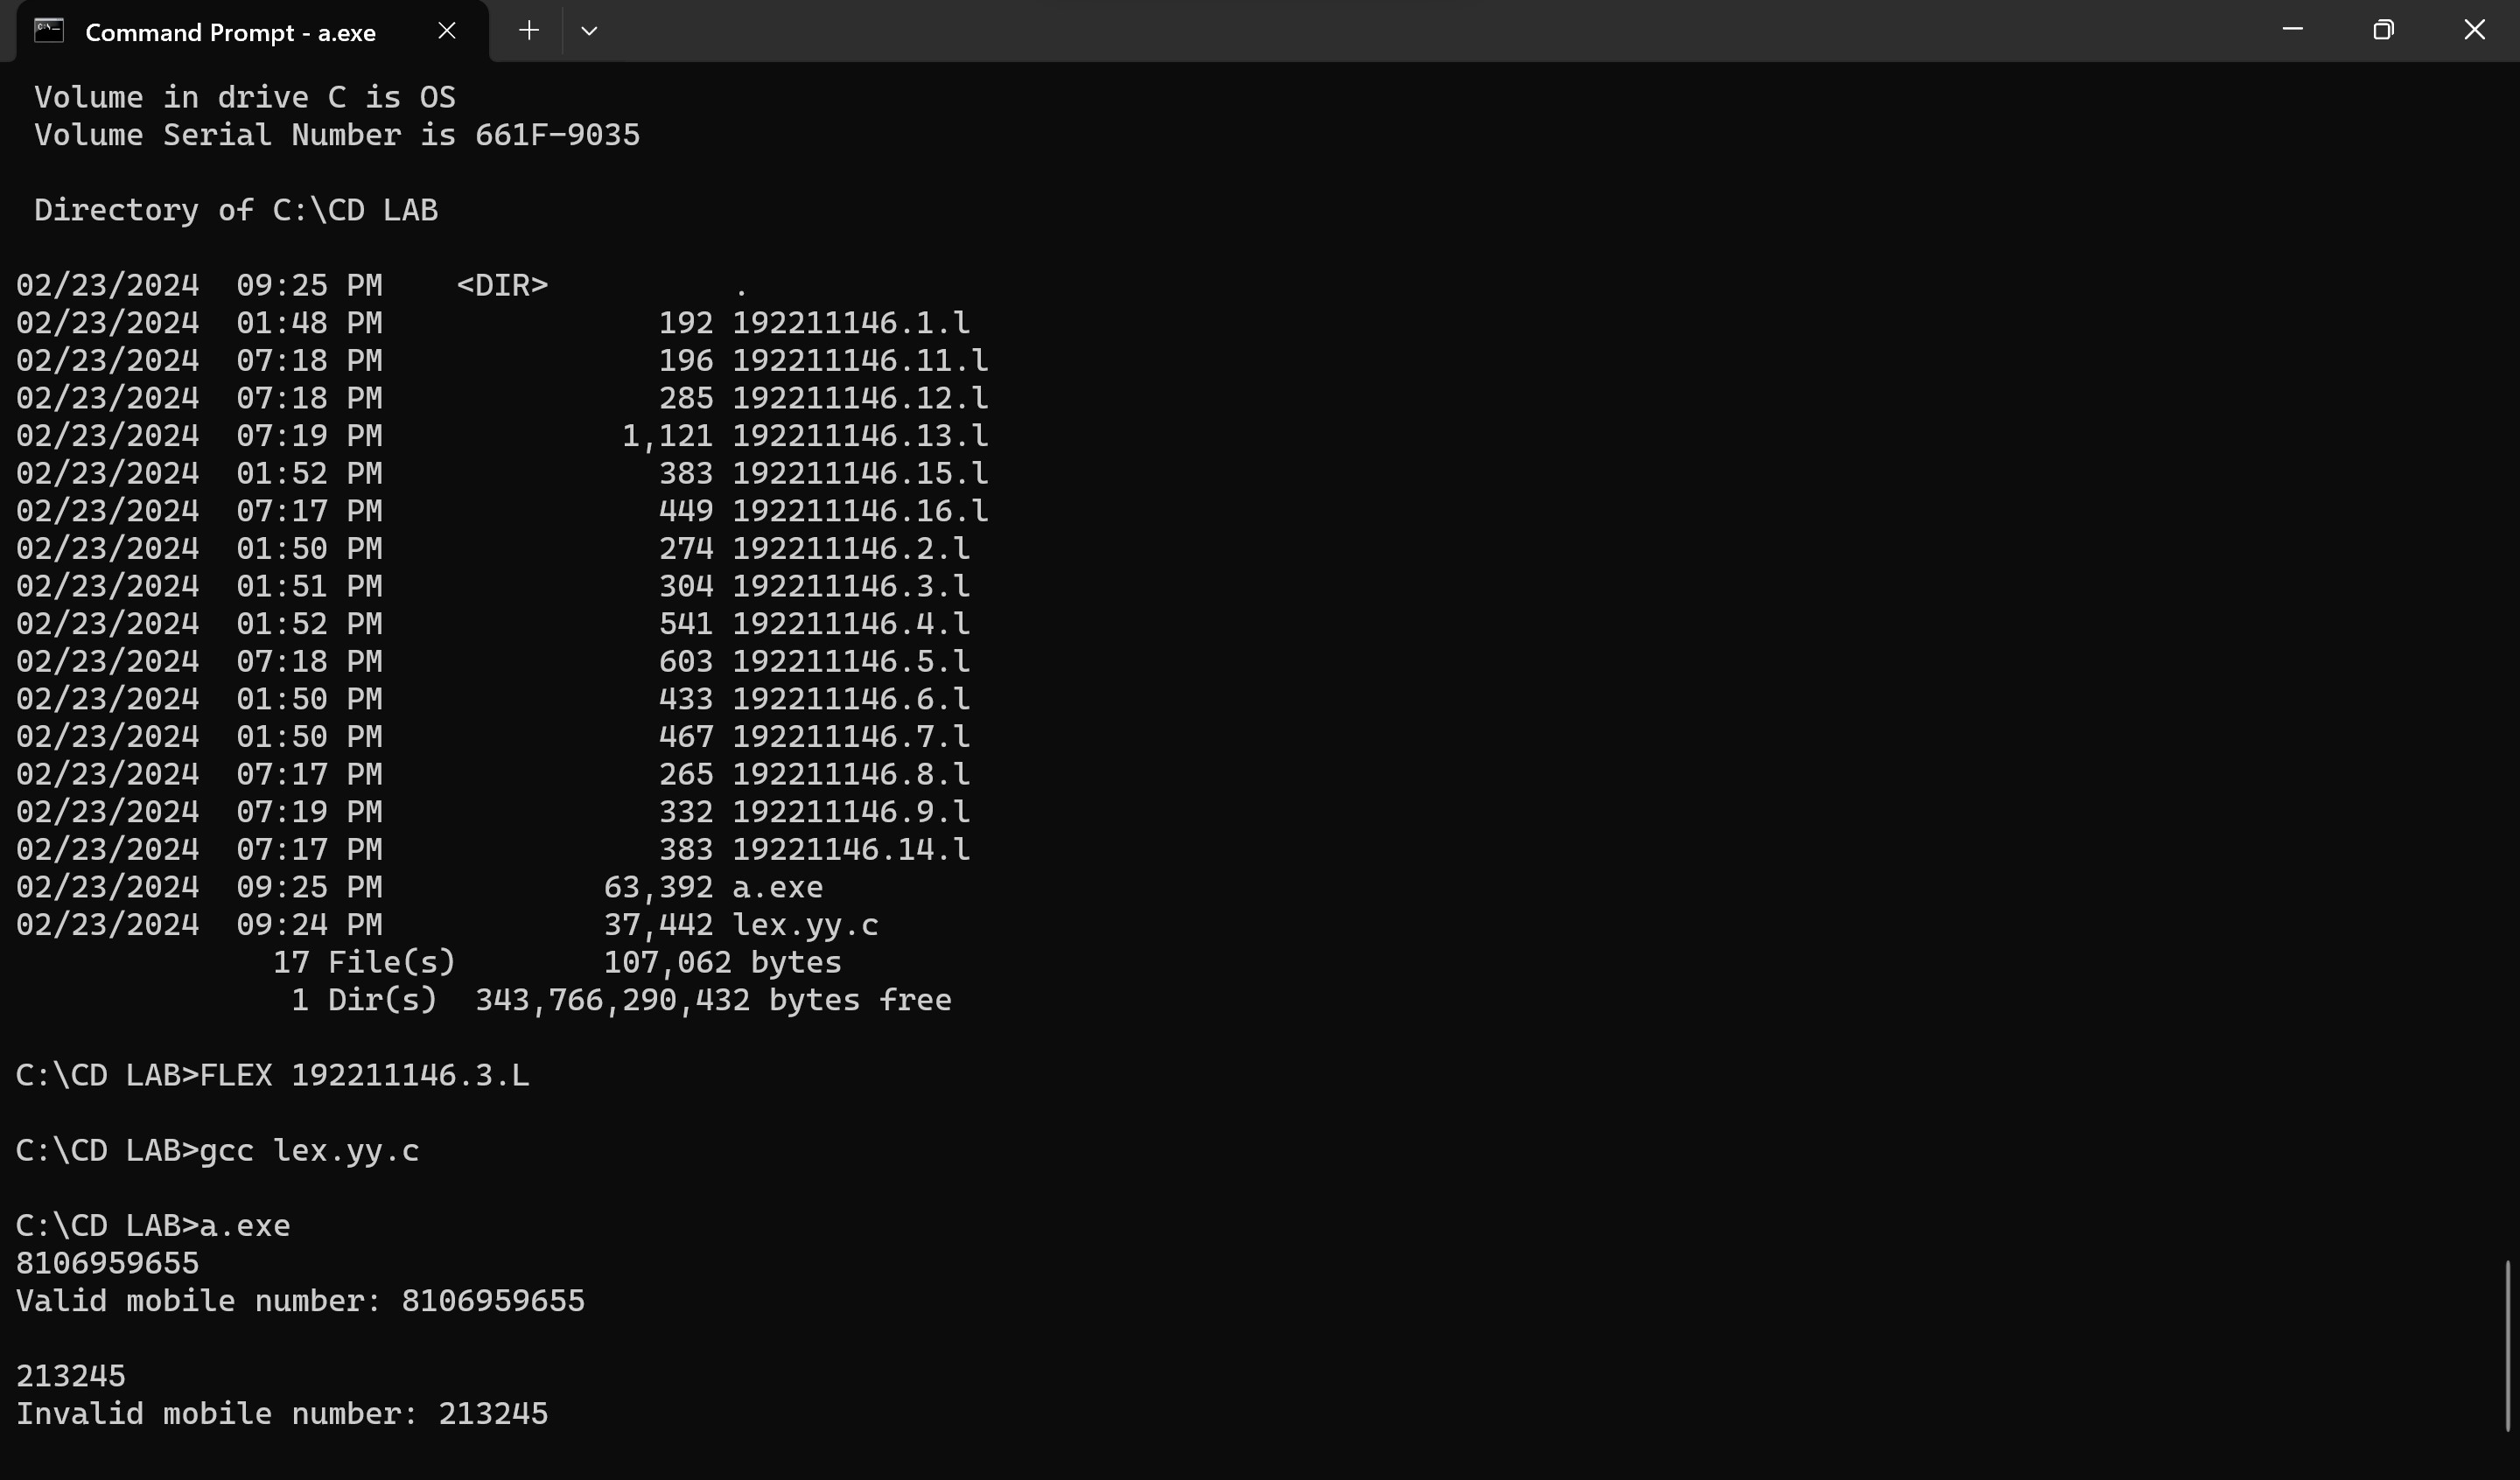 Command Prompt - a.exe
Volume in drive C is OS
Volume Serial Number is 661F-9035
Directory of C:\CD LAB
02/23/2024  09:25 PM    <DIR>          .
02/23/2024  01:48 PM               192 192211146.1.l
02/23/2024  07:18 PM               196 192211146.11.l
02/23/2024  07:18 PM               285 192211146.12.l
02/23/2024  07:19 PM             1,121 192211146.13.l
02/23/2024  01:52 PM               383 192211146.15.l
02/23/2024  07:17 PM               449 192211146.16.l
02/23/2024  01:50 PM               274 192211146.2.l
02/23/2024  01:51 PM               304 192211146.3.l
02/23/2024  01:52 PM               541 192211146.4.l
02/23/2024  07:18 PM               603 192211146.5.l
02/23/2024  01:50 PM               433 192211146.6.l
02/23/2024  01:50 PM               467 192211146.7.l
02/23/2024  07:17 PM               265 192211146.8.l
02/23/2024  07:19 PM               332 192211146.9.l
02/23/2024  07:17 PM               383 19221146.14.l
02/23/2024  09:25 PM            63,392 a.exe
02/23/2024  09:24 PM            37,442 lex.yy.c
17 File(s)        107,062 bytes
1 Dir(s)  343,766,290,432 bytes free
C:\CD LAB>FLEX 192211146.3.L
C:\CD LAB>gcc lex.yy.c
C:\CD LAB>a.exe
8106959655
Valid mobile number: 8106959655
213245
Invalid mobile number: 213245